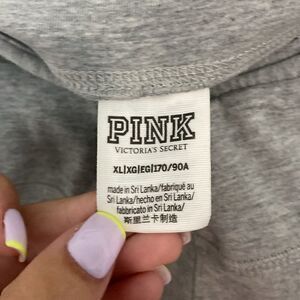 PINK
VICTORIA'S SECRET
XL|XG|EG|170/90A
made in Sri Lanka/fabriqué au
Sri Lanka/hecho en Sri Lanka/
fabbricato in Sri Lanka/
斯里兰卡制造